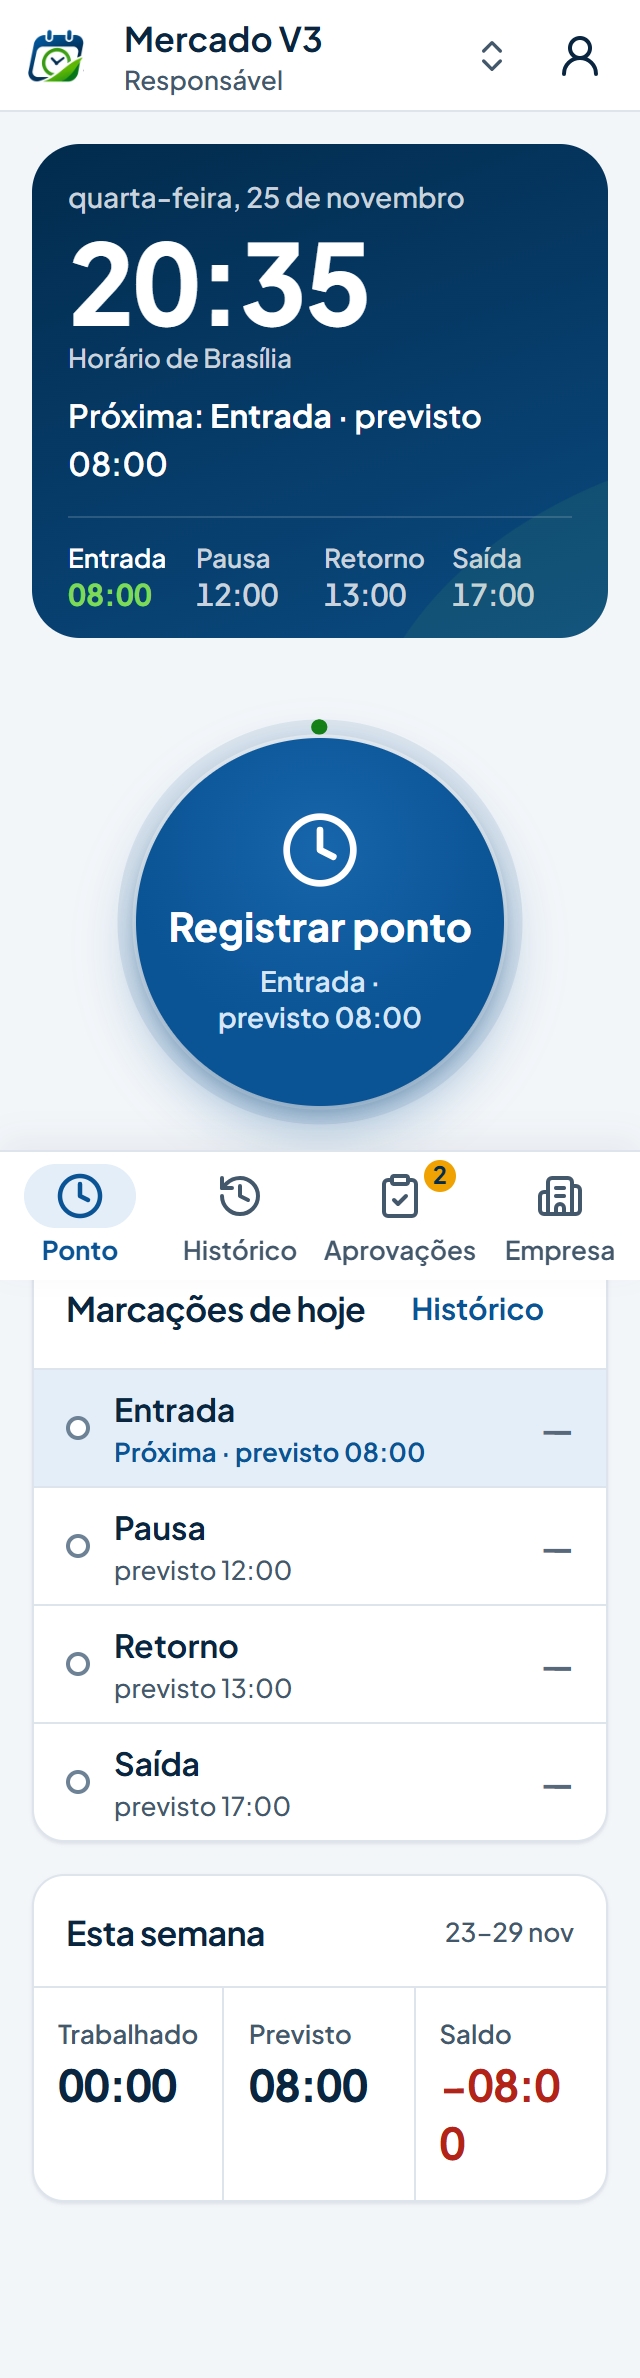 Mercado V3
Responsável
quarta-feira, 25 de novembro
20:35
Horário de Brasília
Próxima: Entrada · previsto
08:00
Entrada Pausa Retorno Saída
08:00 12:00 13:00 17:00
Registrar ponto
Entrada ·
previsto 08:00
2
Ponto Histórico Aprovações Empresa
Marcações de hoje Histórico
Entrada
Próxima · previsto 08:00 —
Pausa
previsto 12:00 —
Retorno
previsto 13:00 —
Saída
previsto 17:00 —
Esta semana 23–29 nov
Trabalhado Previsto Saldo
00:00 08:00 −08:0
0